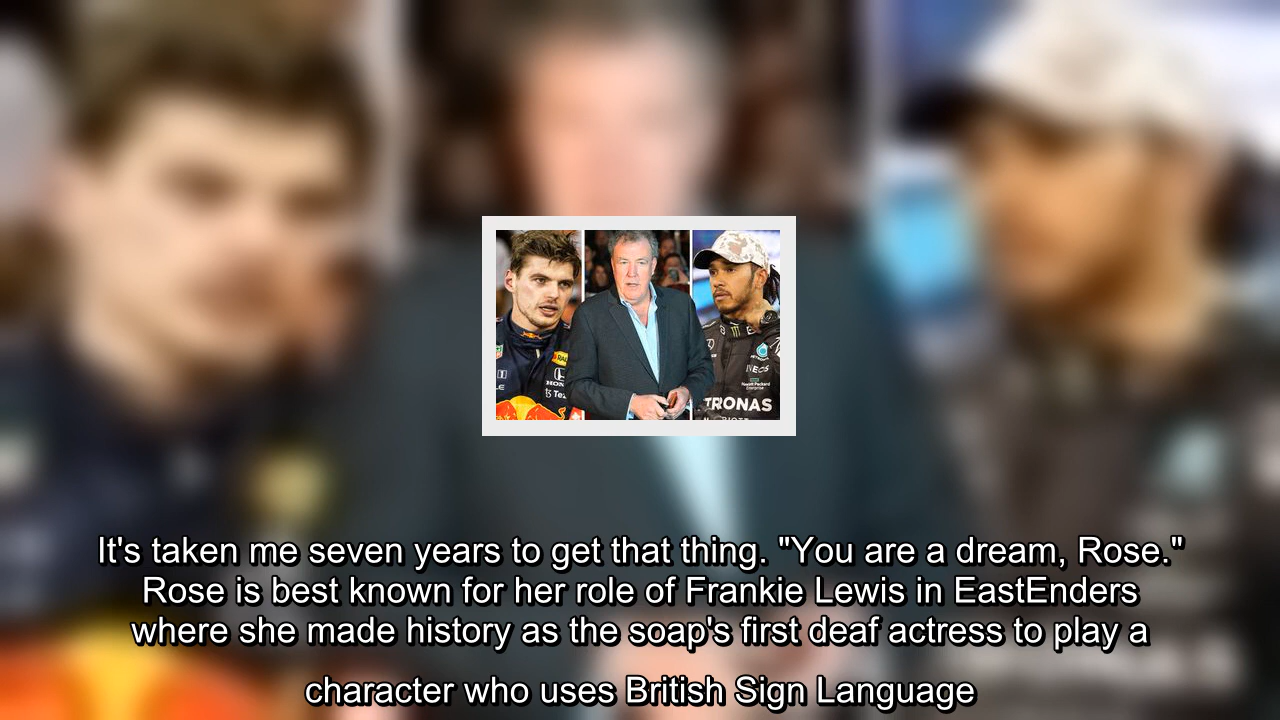 HON
INEC
TRONAS
It's taken me seven years to get that thing. "You are a dream, Rose."
Rose is best known for her role of Frankie Lewis in EastEnders
where she made history as the soap's first deaf actress to play a
character who uses British Sign Language